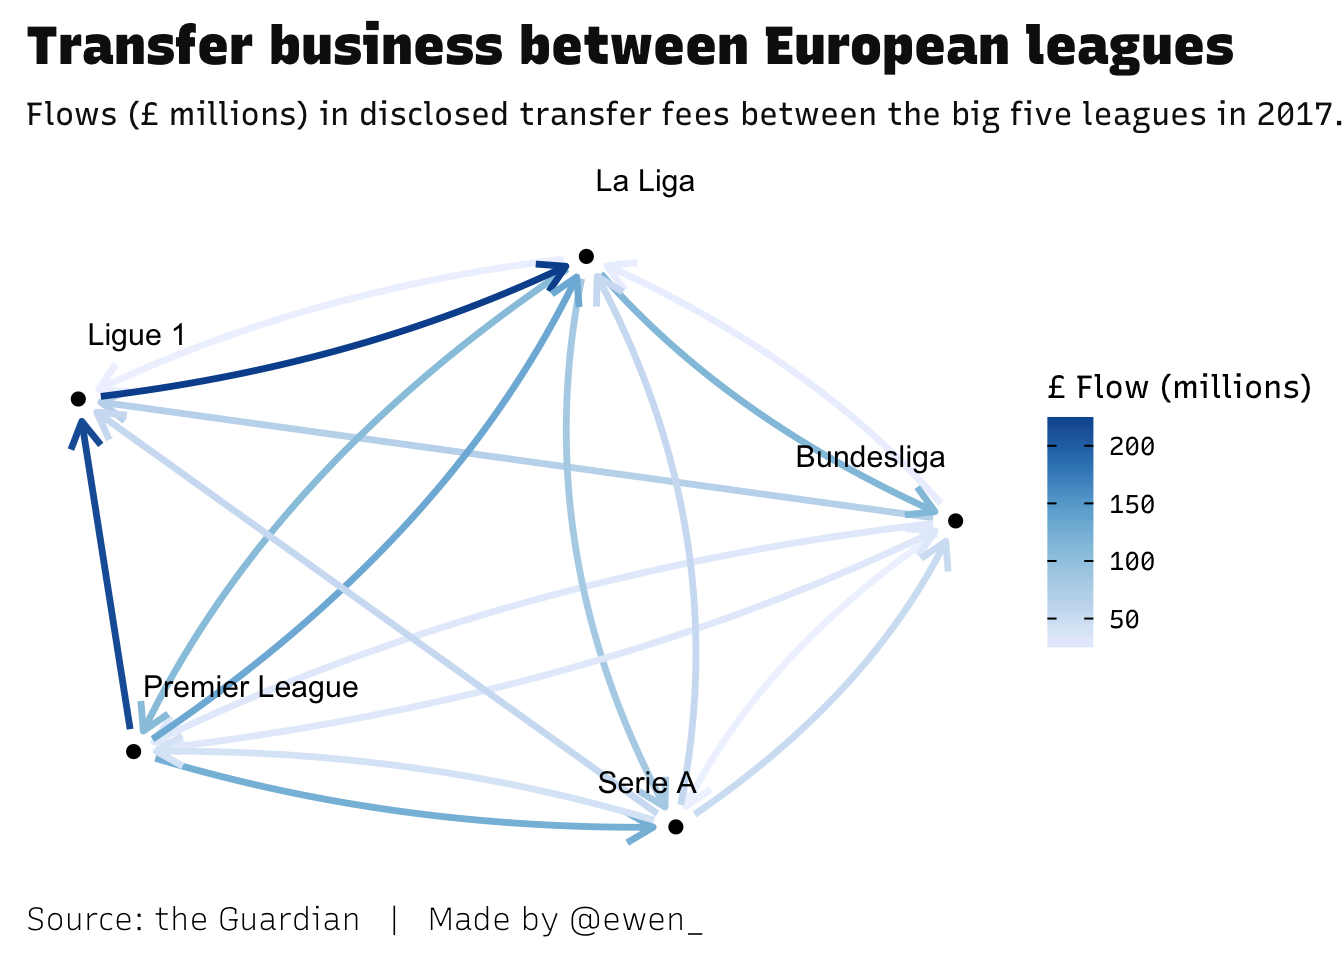 Transfer business between European leagues
Flows (£ millions) in disclosed transfer fees between the big five leagues in 2017.
La Liga
Ligue 1
£ Flow (millions)
200
Bundesliga
150
100
50
Premier League
Serie A
Source: the Guardian | Made by @ewen_